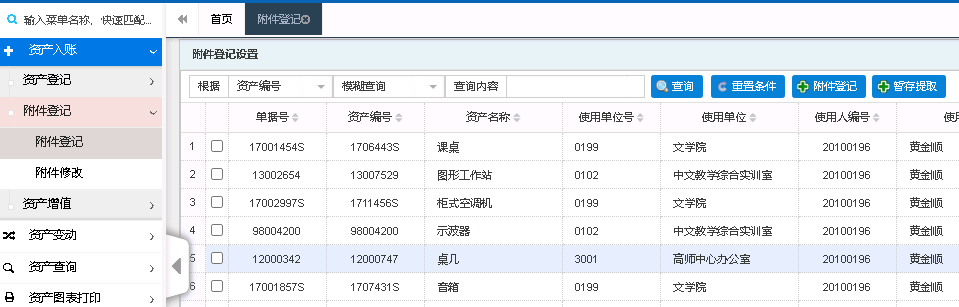 输入菜单名称，快速匹配...
首页 附件登记
资产入账
资产登记
附件登记
附件登记
附件修改
资产增值
资产变动
资产查询
资产图表打印
附件登记设置
根据 资产编号 模糊查询 查询内容 查询 重置条件 附件登记 暂存提取
单据号 资产编号 资产名称 使用单位号 使用单位 使用人编号 使用
1 17001454S 1706443S 课桌 0199 文学院 20100196 黄金顺
2 13002654 13007529 图形工作站 0102 中文教学综合实训室 20100196 黄金顺
3 17002997S 1711456S 柜式空调机 0199 文学院 20100196 黄金顺
4 98004200 98004200 示波器 0102 中文教学综合实训室 20100196 黄金顺
5 12000342 12000747 桌几 3001 高师中心办公室 20100196 黄金顺
6 17001857S 1707431S 音箱 0199 文学院 20100196 黄金顺